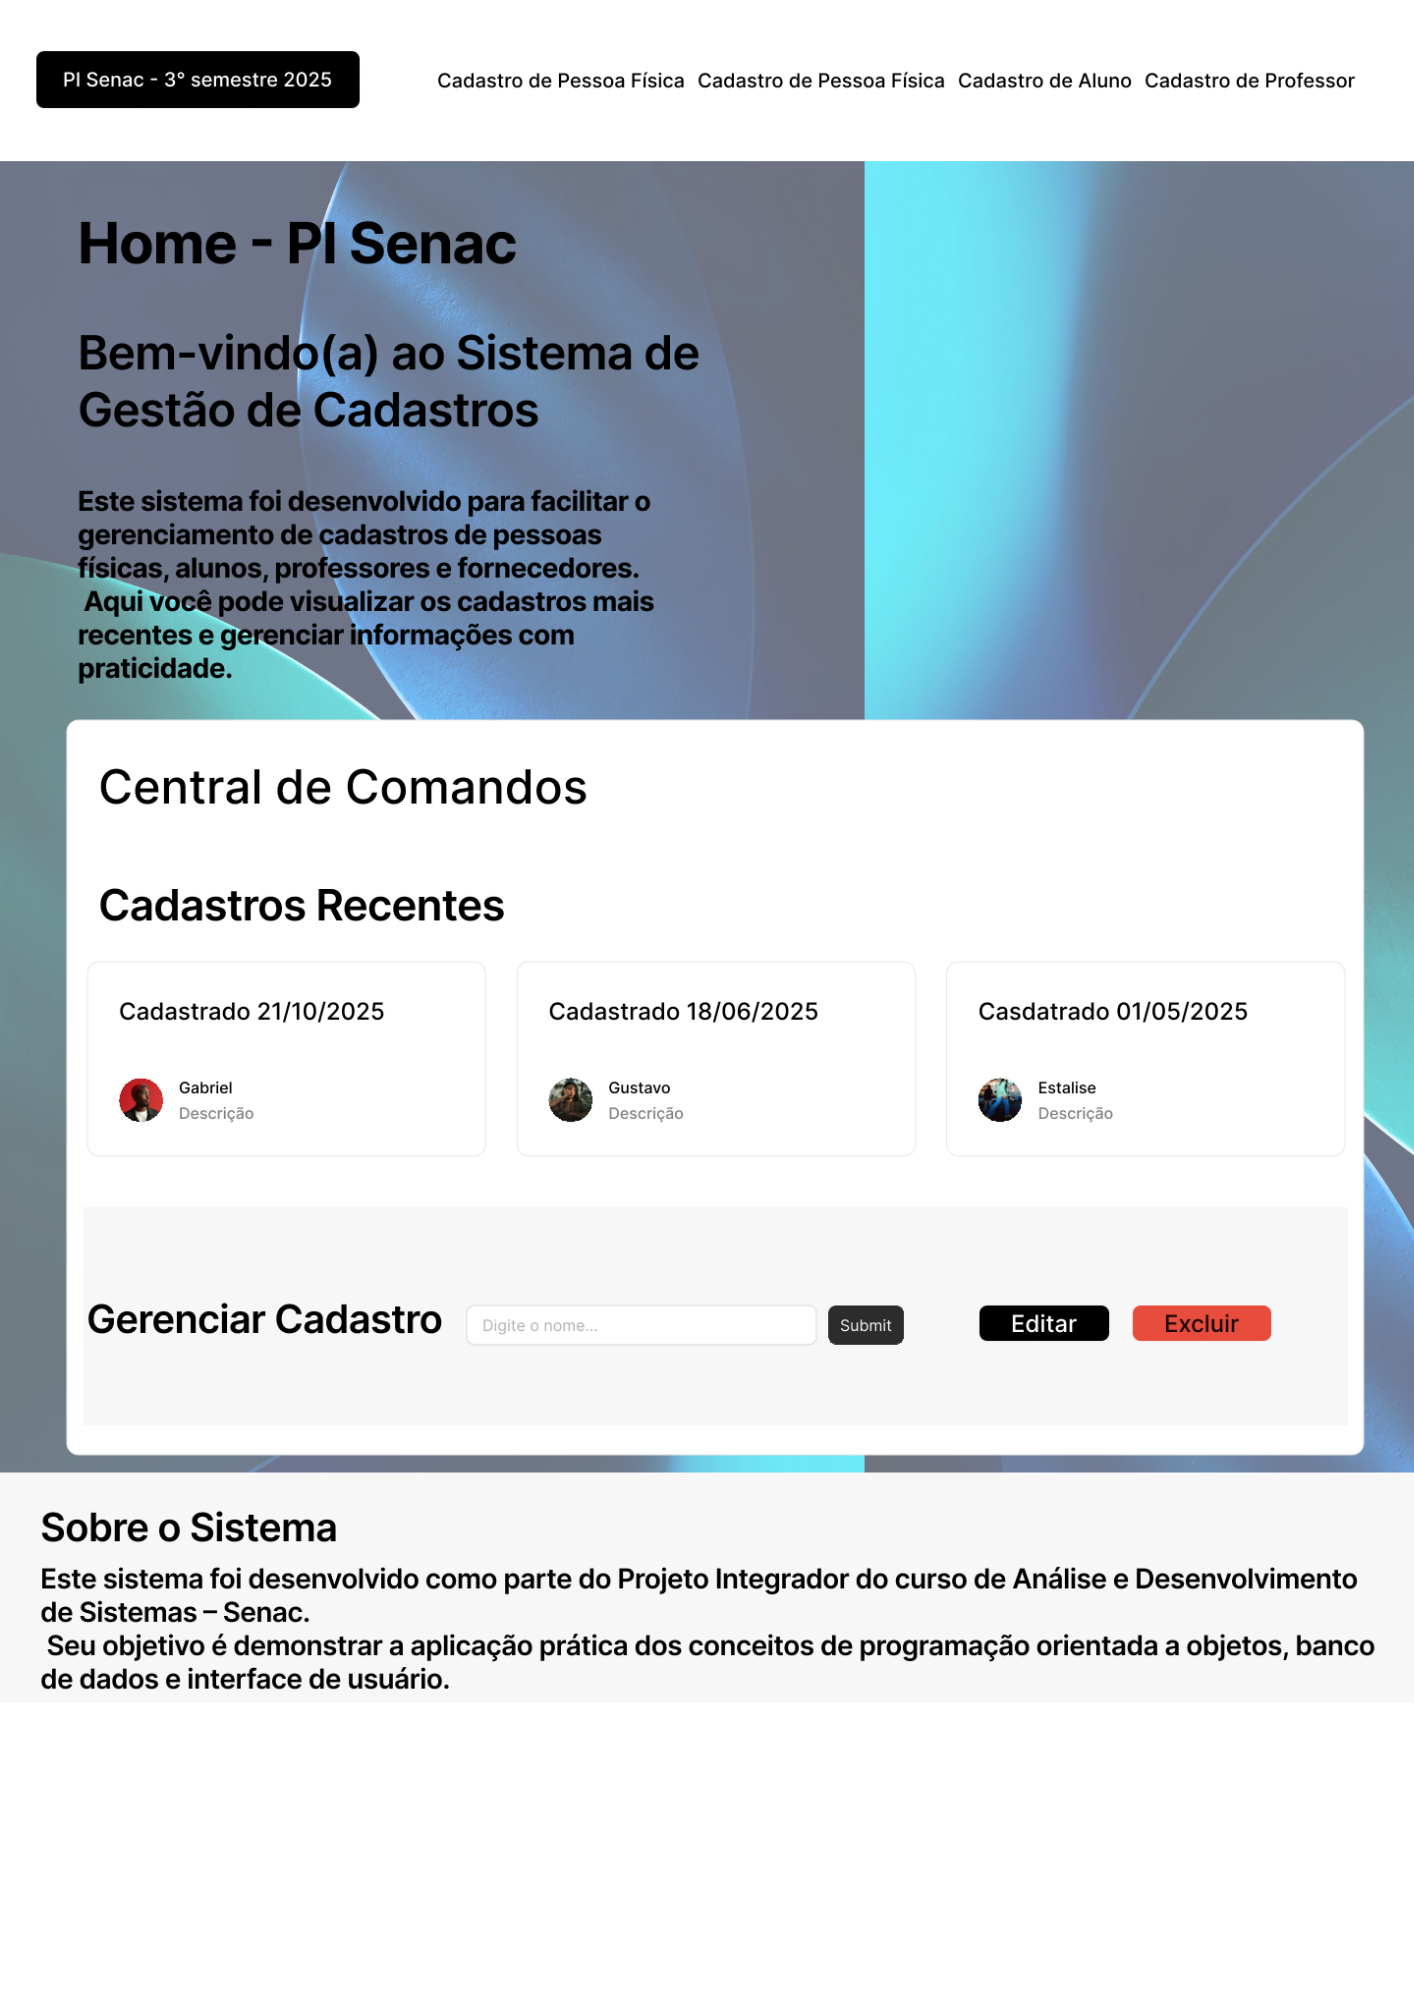 PI Senac - 3° semestre 2025
Cadastro de Pessoa Física Cadastro de Pessoa Física Cadastro de Aluno Cadastro de Professor
Home - PI Senac
Bem-vindo(a) ao Sistema de
Gestão de Cadastros
Este sistema foi desenvolvido para facilitar o
gerenciamento de cadastros de pessoas
físicas, alunos, professores e fornecedores.
Aqui você pode visualizar os cadastros mais
recentes e gerenciar informações com
praticidade.
Central de Comandos
Cadastros Recentes
Cadastrado 21/10/2025
Gabriel
Descrição
Cadastrado 18/06/2025
Gustavo
Descrição
Casdatrado 01/05/2025
Estalise
Descrição
Gerenciar Cadastro
Digite o nome...
Submit
Editar
Excluir
Sobre o Sistema
Este sistema foi desenvolvido como parte do Projeto Integrador do curso de Análise e Desenvolvimento
de Sistemas – Senac.
Seu objetivo é demonstrar a aplicação prática dos conceitos de programação orientada a objetos, banco
de dados e interface de usuário.